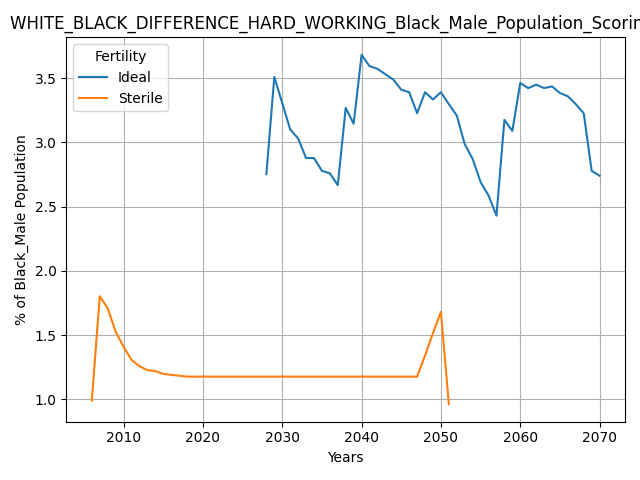 WHITE_BLACK_DIFFERENCE_HARD_WORKING_Black_Male_Population_Scorin
Fertility
Ideal
Sterile
% of Black_Male Population
3.5
3.0
2.5
2.0
1.5
1.0
2010 2020 2030 2040 2050 2060 2070
Years